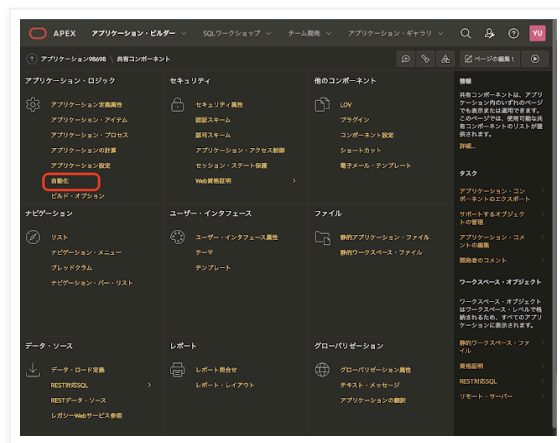 APEX アプリケーション・ビルダー SQLワークショップ チーム開発 アプリケーション・ギャラリ YU
アプリケーション98698 \ 共有コンポーネント ページの編集1
アプリケーション・ロジック
アプリケーション定義属性
アプリケーション・アイテム
アプリケーション・プロセス
アプリケーションの計算
アプリケーション設定
自動化
ビルド・オプション
セキュリティ
セキュリティ属性
認証スキーム
認可スキーム
アプリケーション・アクセス制御
セッション・ステート保護
Web資格証明
他のコンポーネント
LOV
プラグイン
コンポーネント設定
ショートカット
電子メール・テンプレート
ナビゲーション
リスト
ナビゲーション・メニュー
ブレッドクラム
ナビゲーション・バー・リスト
ユーザー・インタフェース
ユーザー・インタフェース属性
テーマ
テンプレート
ファイル
静的アプリケーション・ファイル
静的ワークスペース・ファイル
データ・ソース
データ・ロード定義
REST対応SQL
RESTデータ・ソース
レガシーWebサービス参照
レポート
レポート問合せ
レポート・レイアウト
グローバリゼーション
グローバリゼーション属性
テキスト・メッセージ
アプリケーションの翻訳
情報
共有コンポーネントは、アプリ
ケーション内のいずれのページ
でも表示または適用できます。
このページでは、使用可能な共
有コンポーネントのリストが提
供されます。
詳細...
タスク
アプリケーション・コン
ポーネントのエクスポート
サポートするオブジェク
トの管理
アプリケーション・コメ
ントの編集
開発者のコメント
ワークスペース・オブジェクト
ワークスペース・オブジェクト
はワークスペース・レベルで格
納されるため、すべてのアプリ
ケーションに表示されます。
静的ワークスペース・ファ
イル
資格証明
REST対応SQL
リモート・サーバー